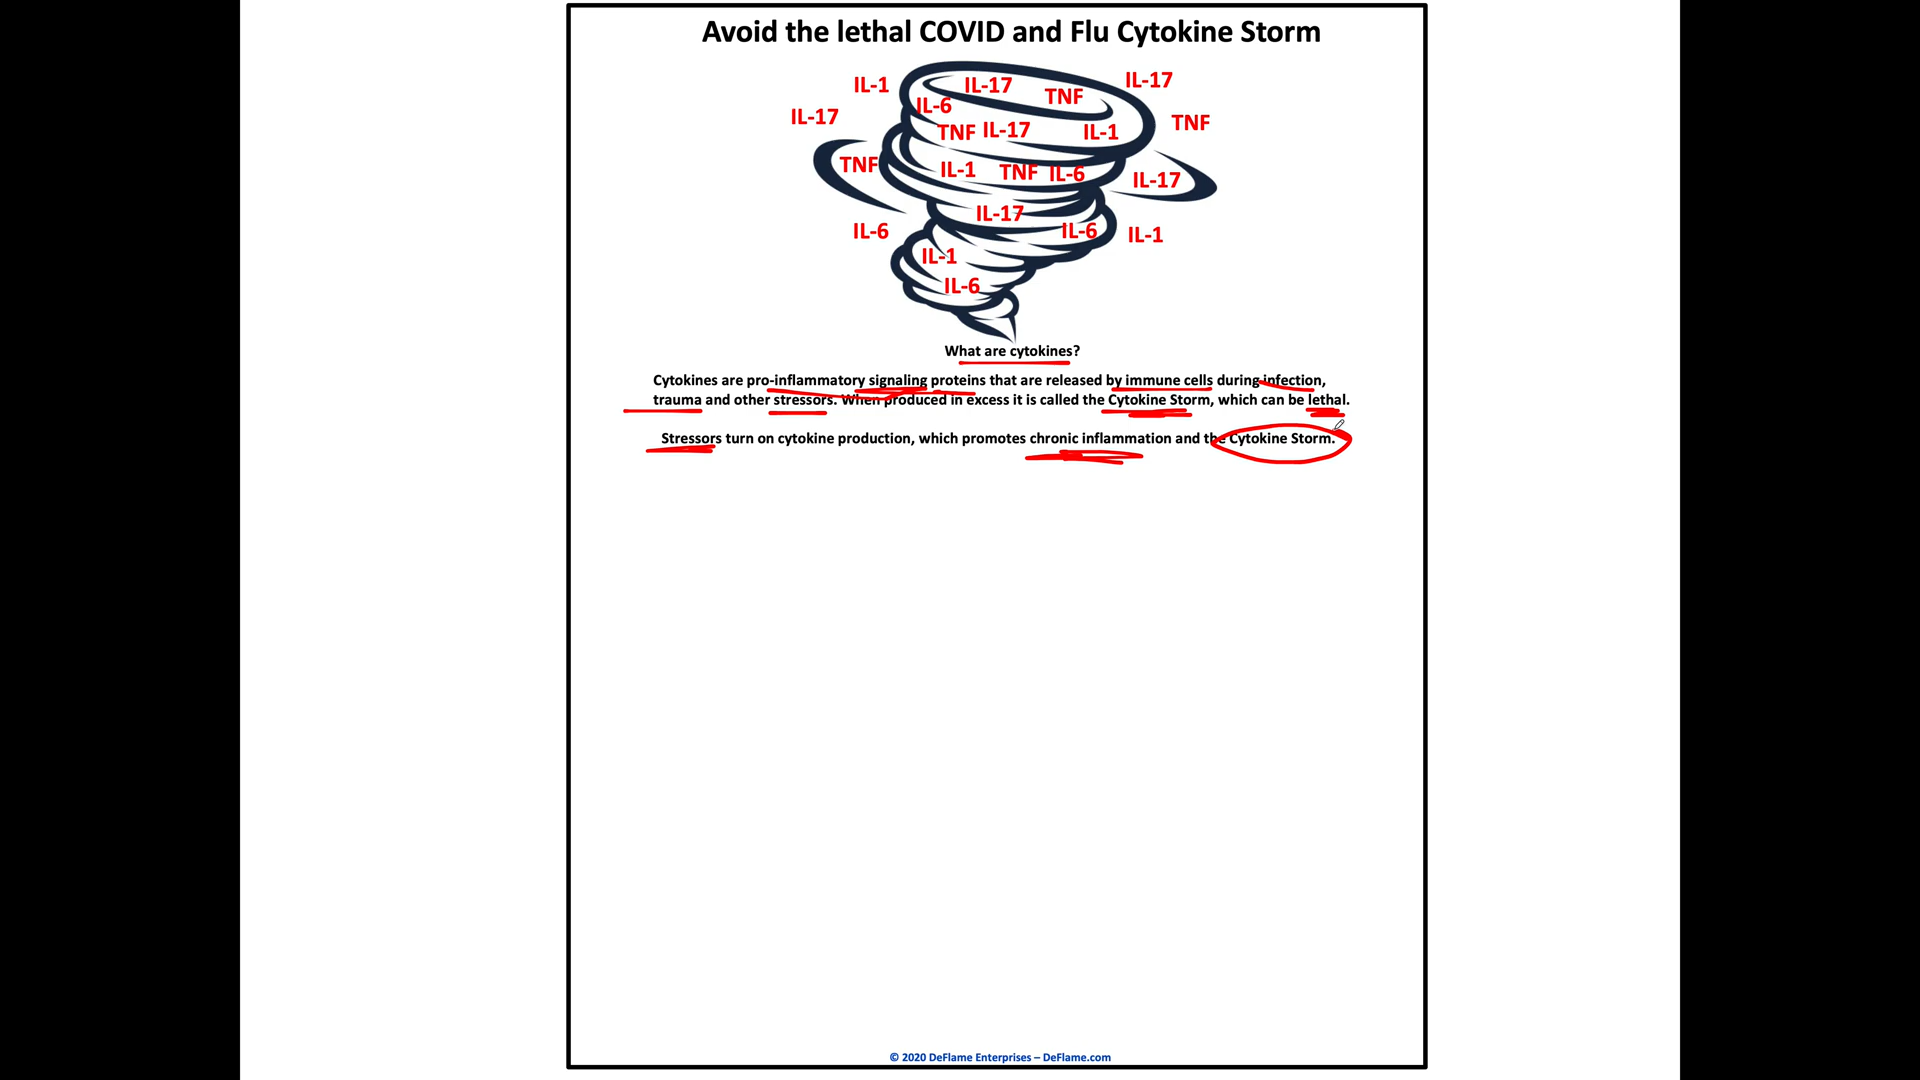 Avoid the lethal COVID and Flu Cytokine Storm
IL-1 IL-17 IL-17
IL-6 TNF
IL-17 TNF IL-17 IL-1 TNF
TNF IL-1 TNF IL-6 IL-17
IL-17
IL-6 IL-6 IL-1
IL-1
IL-6
What are cytokines?
Cytokines are pro-inflammatory signaling proteins that are released by immune cells during infection,
trauma and other stressors. When produced in excess it is called the Cytokine Storm, which can be lethal.
Stressors turn on cytokine production, which promotes chronic inflammation and the Cytokine Storm.
© 2020 DeFlame Enterprises – DeFlame.com